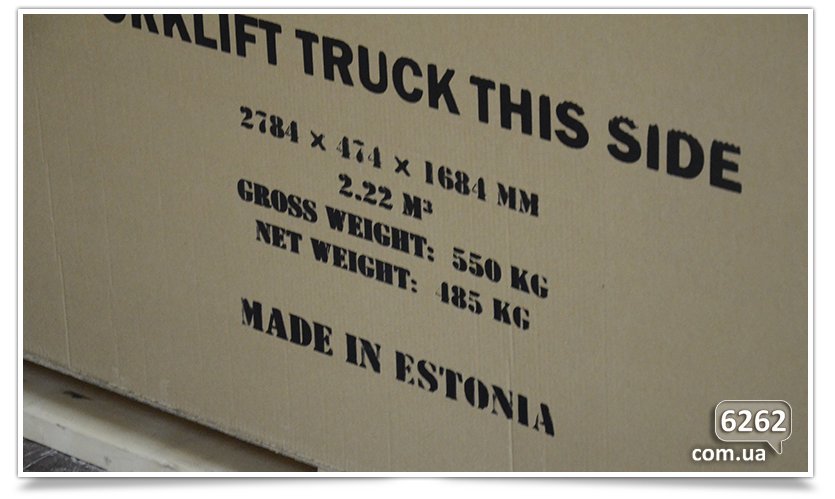 FORKLIFT TRUCK THIS SIDE
2784 × 474 × 1684 MM
2.22 M³
GROSS WEIGHT: 550 KG
NET WEIGHT: 485 KG
MADE IN ESTONIA
6262
com.ua